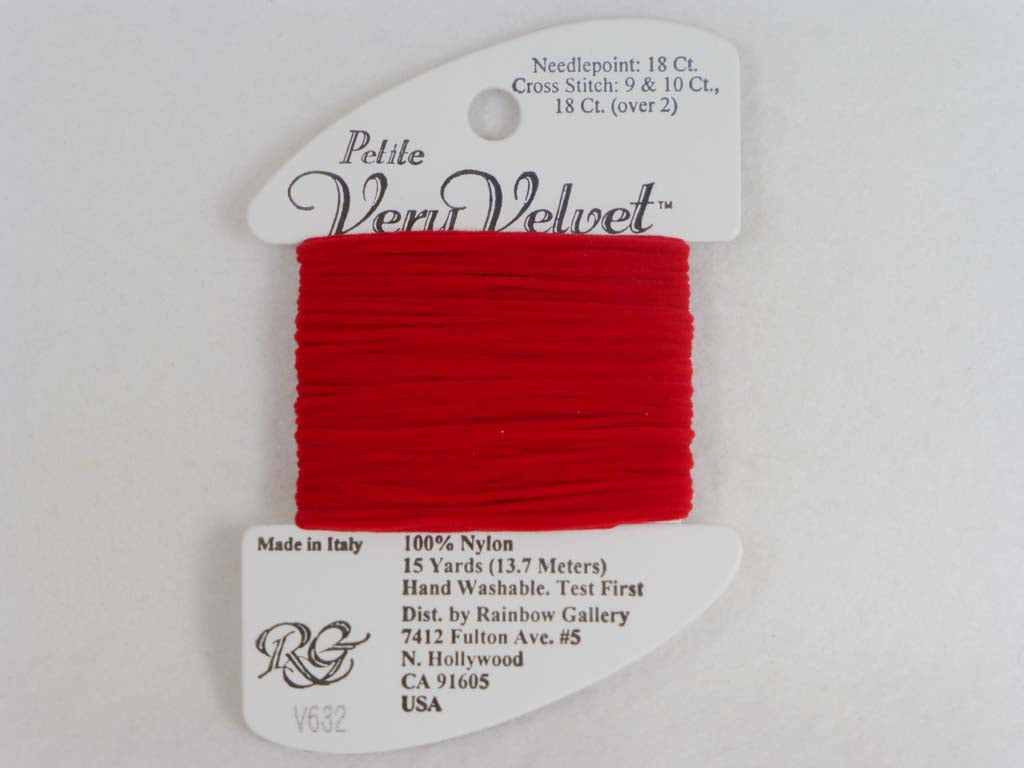 Needlepoint: 18 Ct.
Cross Stitch: 9 & 10 Ct.,
18 Ct. (over 2)
Petite
Very Velvet™
Made in Italy
100% Nylon
15 Yards (13.7 Meters)
Hand Washable. Test First
Dist. by Rainbow Gallery
7412 Fulton Ave. #5
N. Hollywood
CA 91605
USA
RG
V632